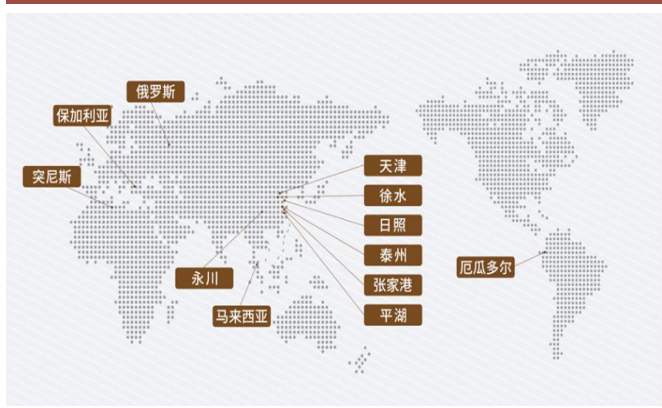 俄罗斯
保加利亚
突尼斯
天津
徐水
日照
泰州
张家港
平湖
永川
马来西亚
厄瓜多尔